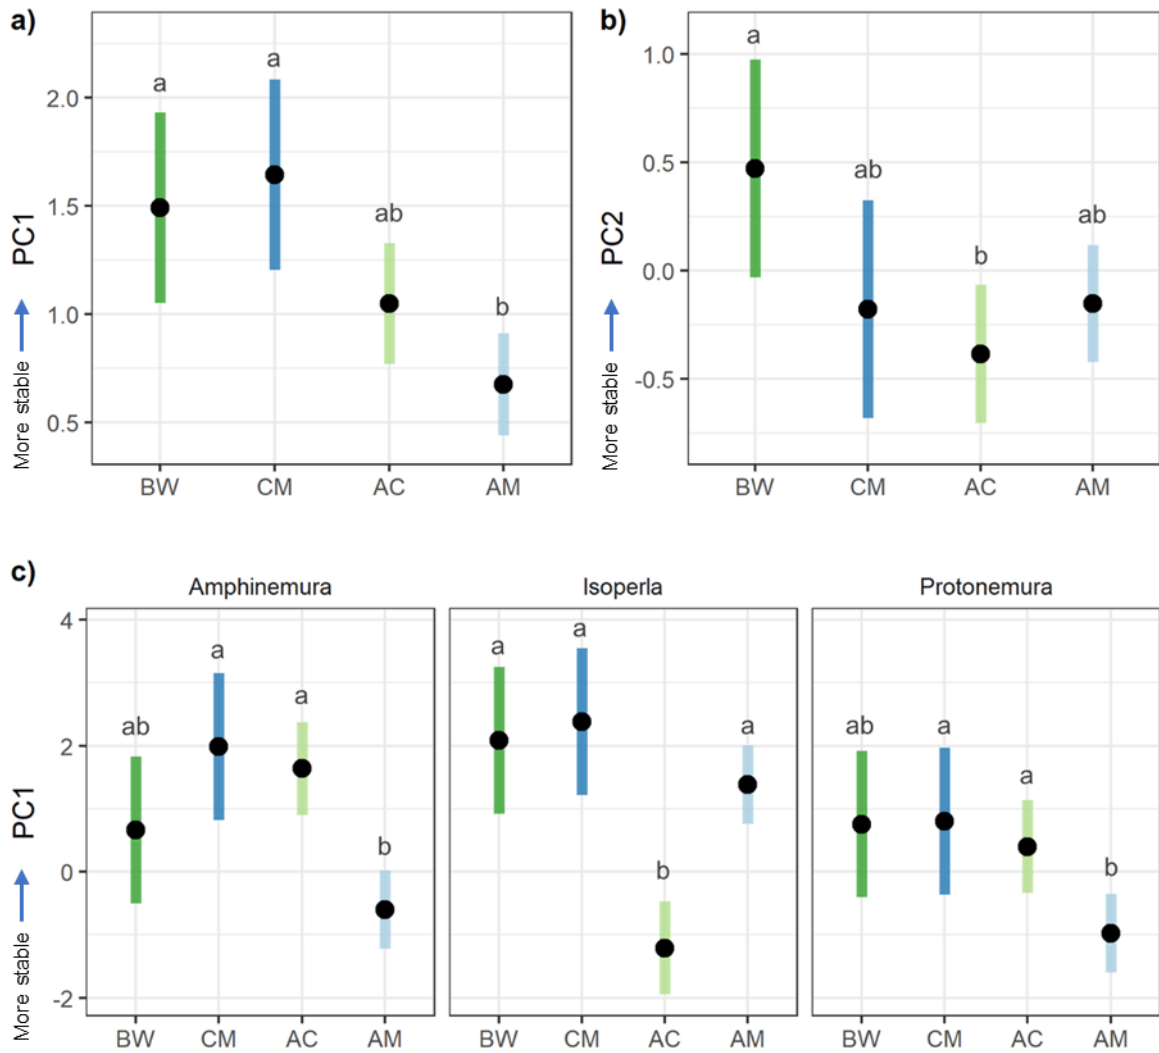 a)
a
a
ab
b
2.0
1.5
1.0
0.5
More stable
PC1
BW
CM
AC
AM
b)
a
ab
b
ab
1.0
0.5
0.0
-0.5
More stable
PC2
BW
CM
AC
AM
c)
Amphinemura
Isoperla
Protonemura
4
2
0
-2
More stable
PC1
ab
a
a
b
a
a
b
a
ab
a
a
b
BW
CM
AC
AM
BW
CM
AC
AM
BW
CM
AC
AM